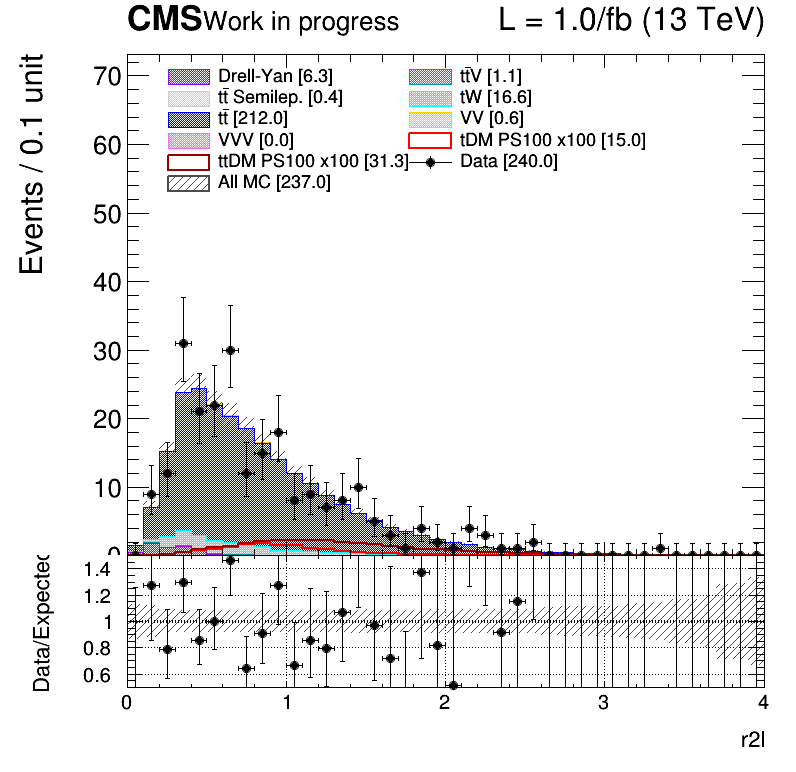 CMS Work in progress L = 1.0/fb (13 TeV)
Events / 0.1 unit
70
60
50
40
30
20
10
0
Drell-Yan [6.3] tt̄V [1.1]
tt̄ Semilep. [0.4] tW [16.6]
tt̄ [212.0] VV [0.6]
VVV [0.0] tDM PS100 x100 [15.0]
ttDM PS100 x100 [31.3] Data [240.0]
All MC [237.0]
Data/Expected
1.4
1.2
1
0.8
0.6
0 1 2 3 4
r2l